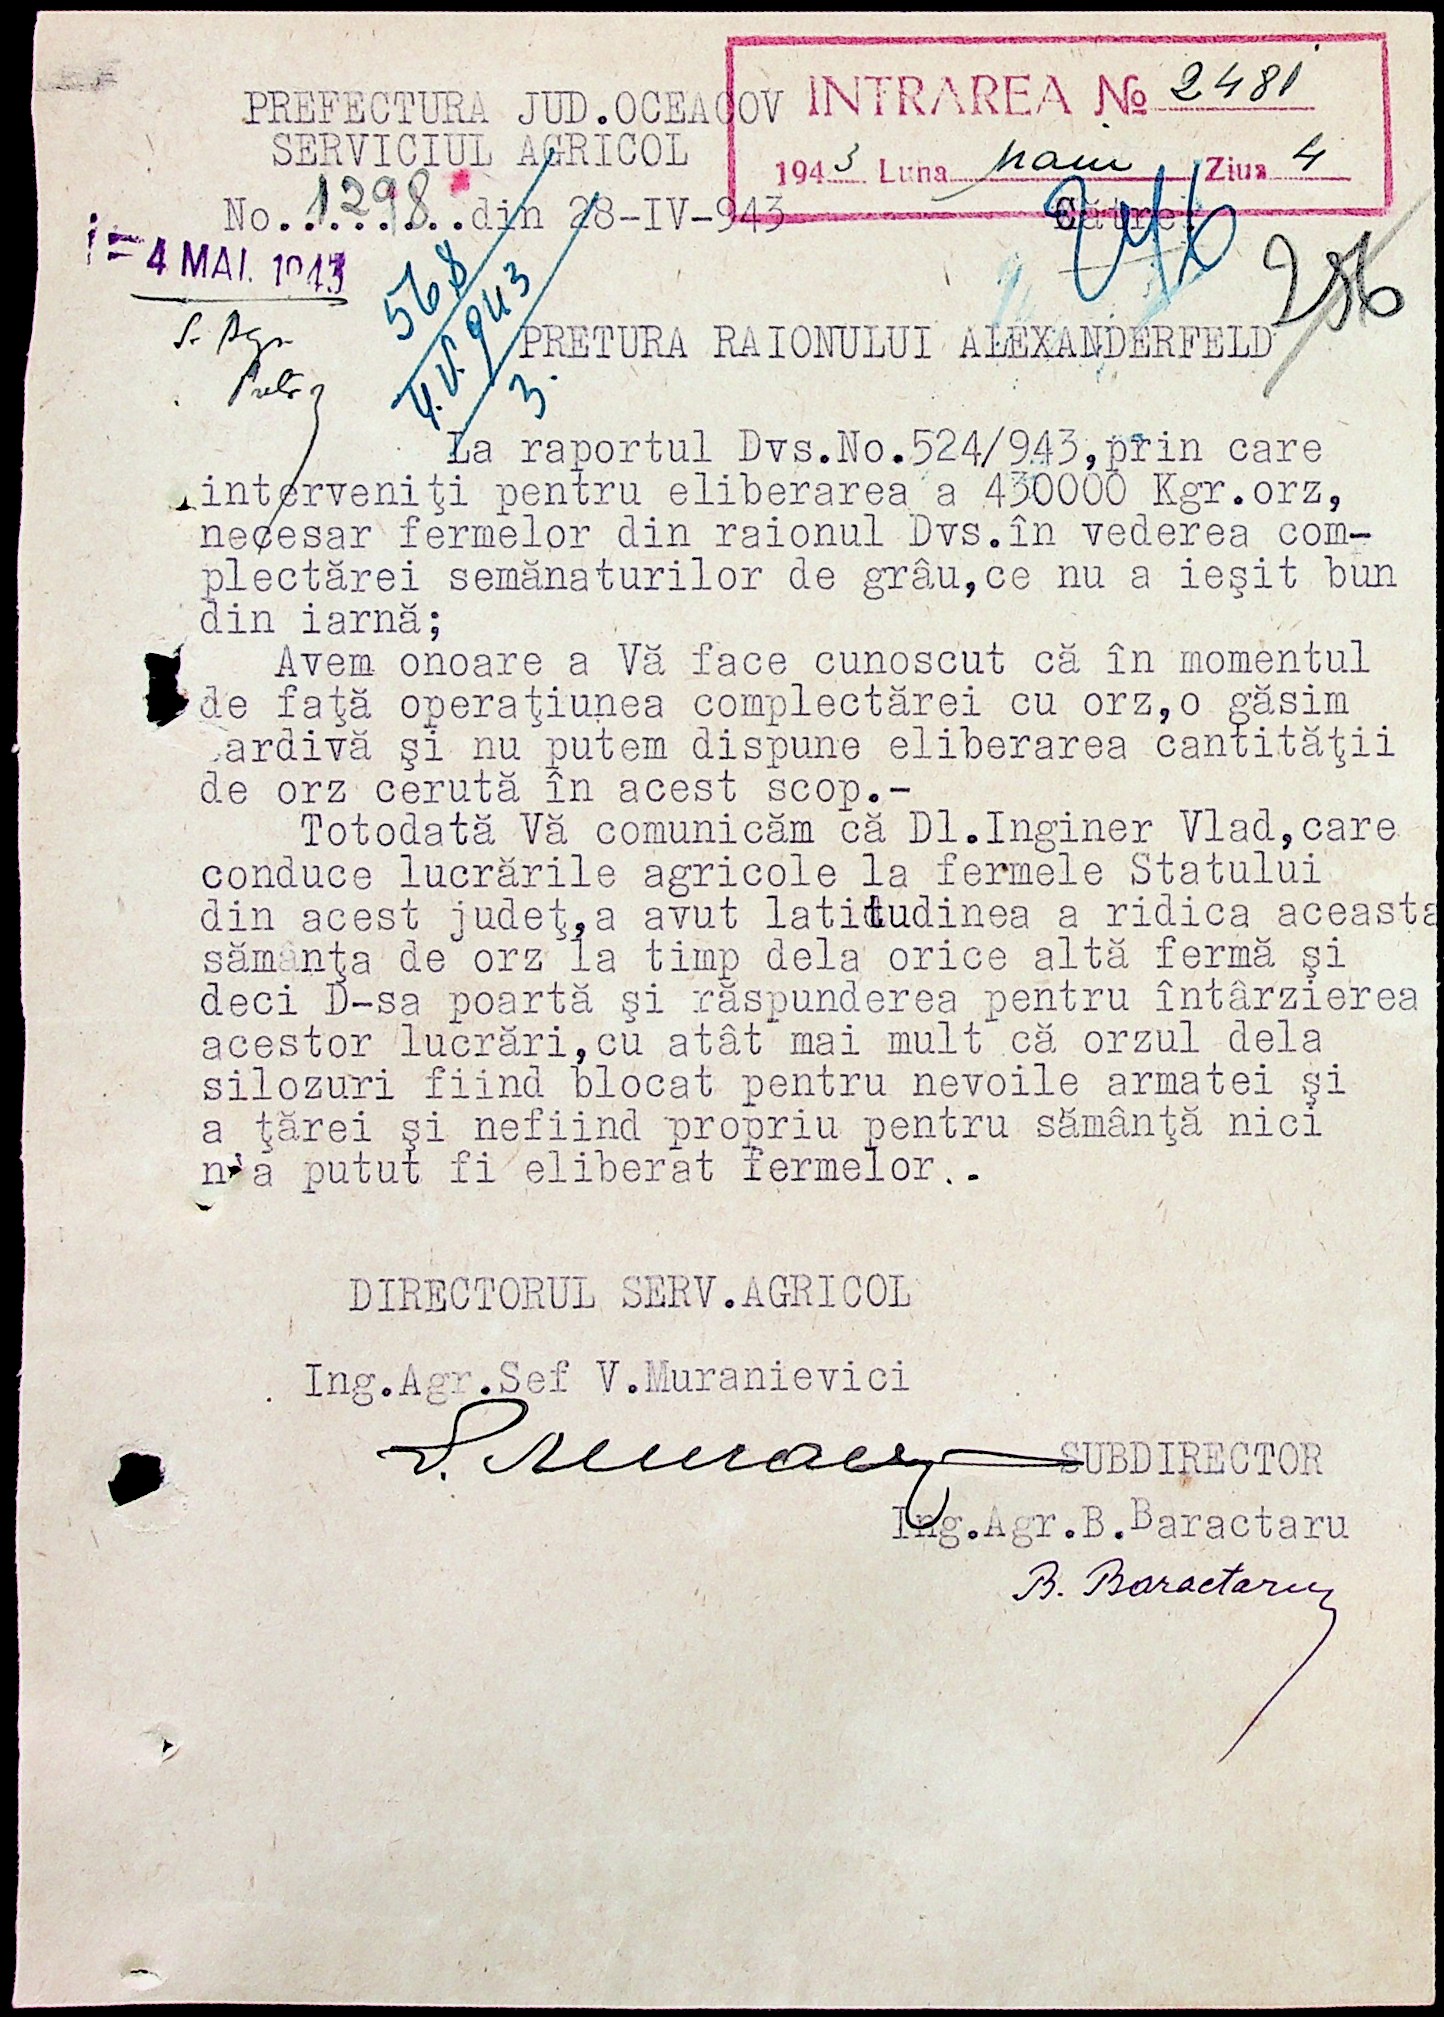 PREFECTURA JUD.OCEACOV
SERVICIUL AGRICOL
No.1298..din 28-IV-943
INTRAREA № 2481
1943 Luna maiu Ziua 4
Către
4 MAI. 1943
568
4.V.943
3.
256
256
S. Agr.
PRETURA RAIONULUI ALEXANDERFELD
La raportul Dvs.No.524/943,prin care
interveniţi pentru eliberarea a 430000 Kgr.orz,
necesar fermelor din raionul Dvs.în vederea com-
plectărei semănaturilor de grâu,ce nu a ieşit bun
din iarnă;
Avem onoare a Vă face cunoscut că în momentul
de faţă operaţiunea complectărei cu orz,o găsim
ardivă şi nu putem dispune eliberarea cantităţii
de orz cerută în acest scop.-
Totodată Vă comunicăm că Dl.Inginer Vlad,care
conduce lucrările agricole la fermele Statului
din acest judeţ,a avut latitudinea a ridica aceasta
sămânţa de orz la timp dela orice altă fermă şi
deci D-sa poartă şi răspunderea pentru întârzierea
acestor lucrări,cu atât mai mult că orzul dela
silozuri fiind blocat pentru nevoile armatei şi
a ţărei şi nefiind propriu pentru sămânţă nici
n'a putut fi eliberat fermelor..
DIRECTORUL SERV.AGRICOL
Ing.Agr.Sef V.Muranievici
SUBDIRECTOR
Ing.Agr.B.Baractaru
B. Baractaru